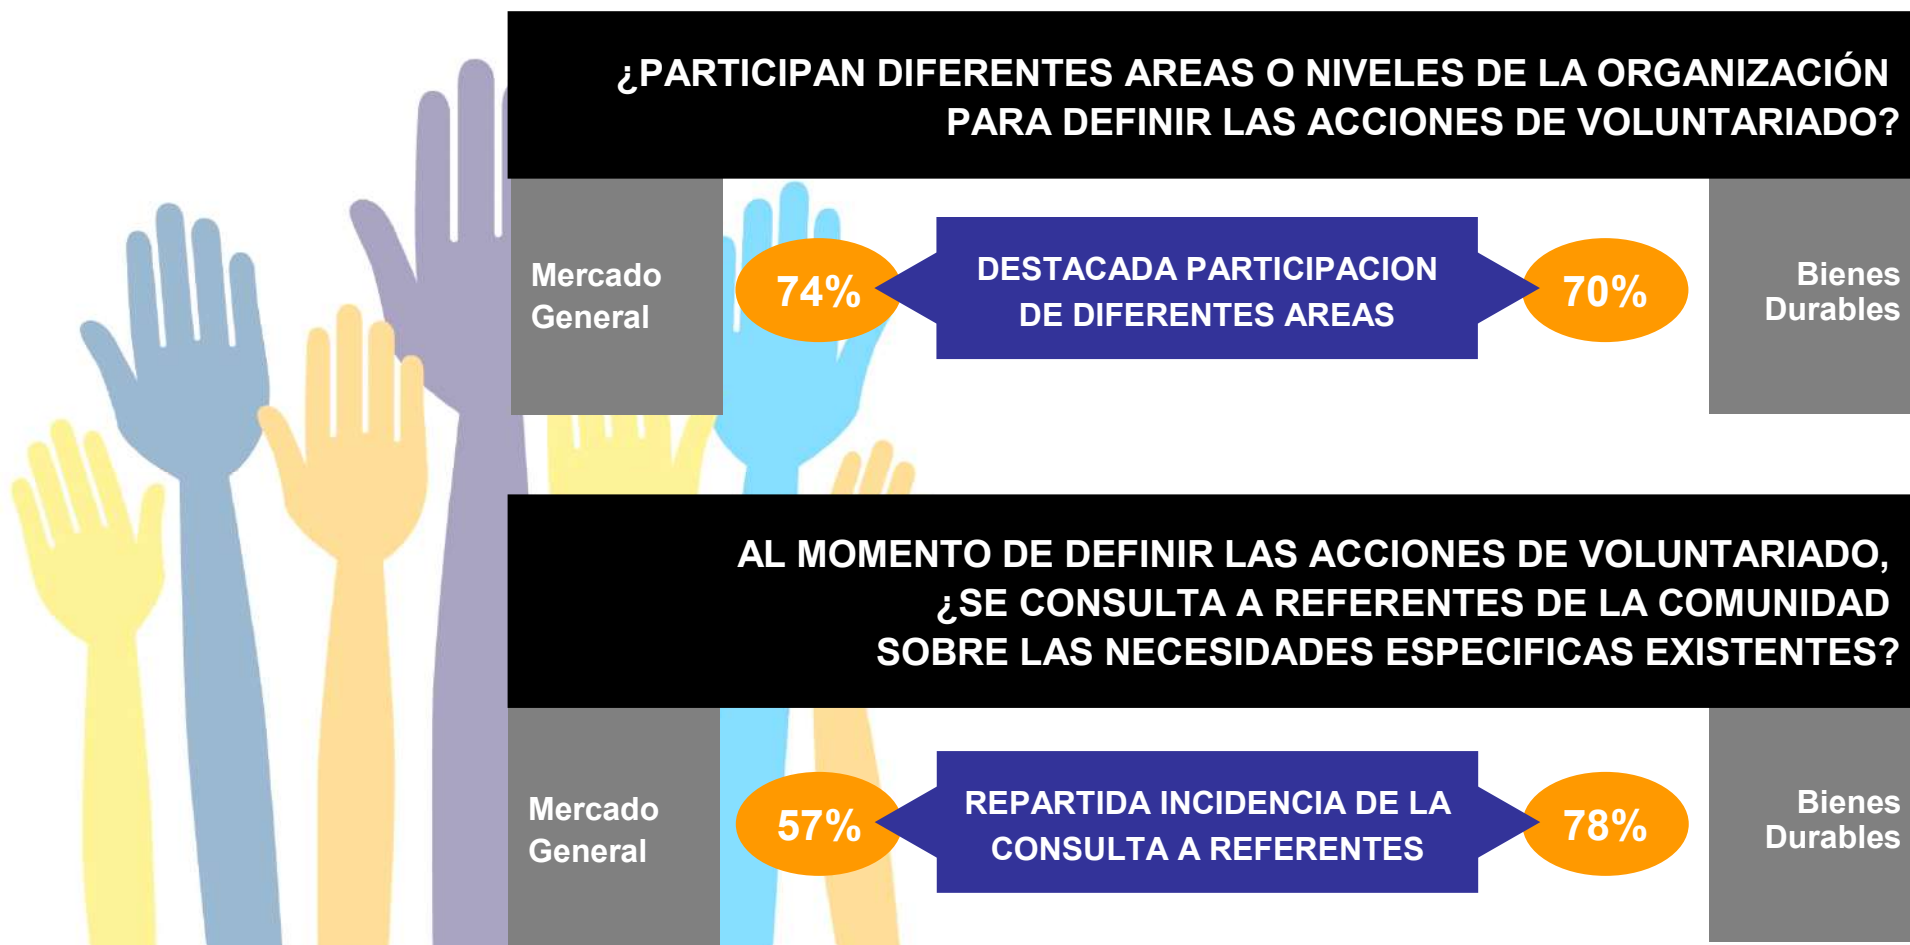 ¿PARTICIPAN DIFERENTES AREAS O NIVELES DE LA ORGANIZACIÓN
PARA DEFINIR LAS ACCIONES DE VOLUNTARIADO?
Mercado
General
74%
DESTACADA PARTICIPACION
DE DIFERENTES AREAS
70%
Bienes
Durables
AL MOMENTO DE DEFINIR LAS ACCIONES DE VOLUNTARIADO,
¿SE CONSULTA A REFERENTES DE LA COMUNIDAD
SOBRE LAS NECESIDADES ESPECIFICAS EXISTENTES?
Mercado
General
57%
REPARTIDA INCIDENCIA DE LA
CONSULTA A REFERENTES
78%
Bienes
Durables